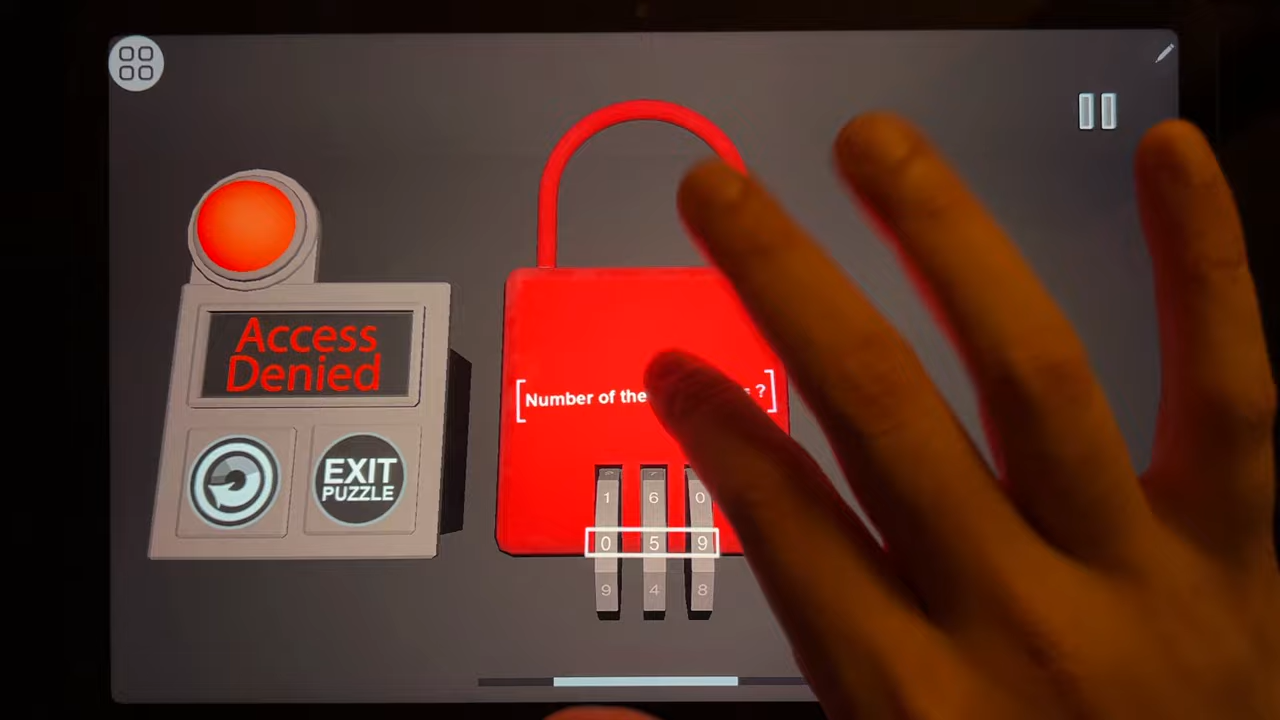 Access
Denied
EXIT
PUZZLE
[Number of the ?]
1 6 0
0 5 9
9 4 8